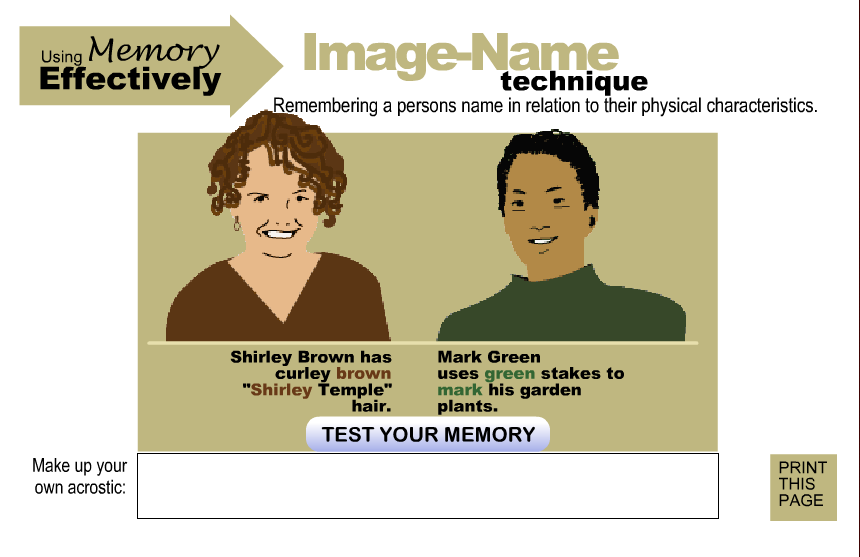 Using Memory
Effectively
Image-Name
technique
Remembering a persons name in relation to their physical characteristics.
Shirley Brown has
curley brown
"Shirley Temple"
hair.
Mark Green
uses green stakes to
mark his garden
plants.
TEST YOUR MEMORY
Make up your
own acrostic:
PRINT
THIS
PAGE